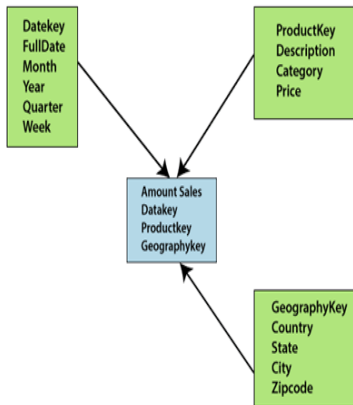 Datekey
FullDate
Month
Year
Quarter
Week
ProductKey
Description
Category
Price
Amount Sales
Datakey
Productkey
Geographykey
GeographyKey
Country
State
City
Zipcode